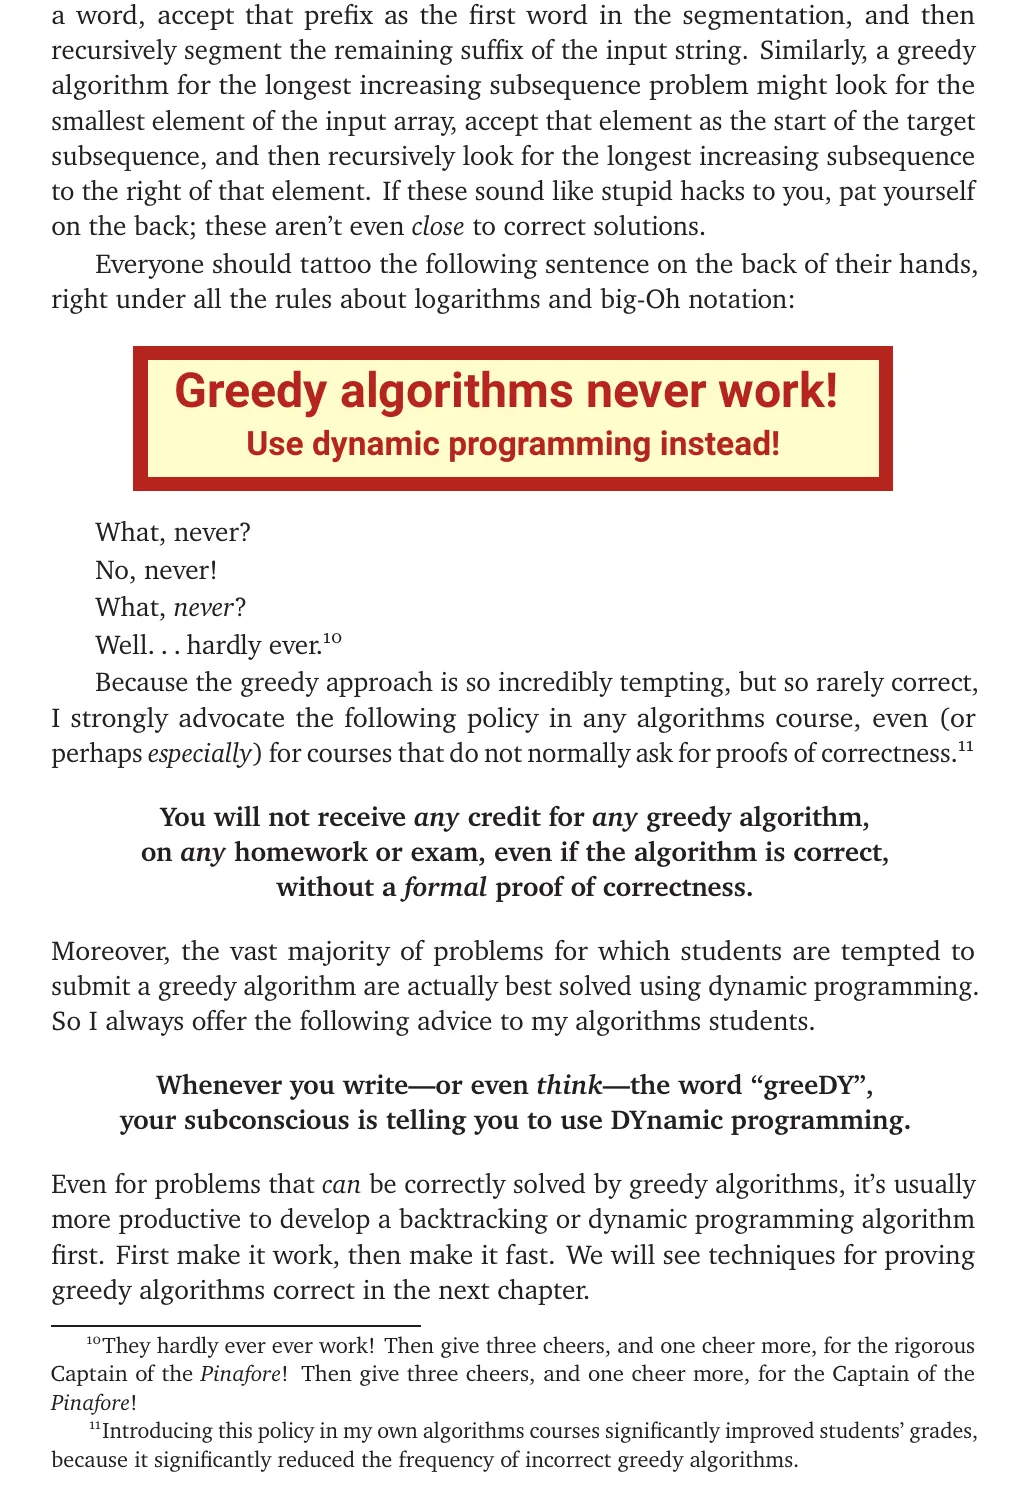 a word, accept that prefix as the first word in the segmentation, and then
recursively segment the remaining suffix of the input string. Similarly, a greedy
algorithm for the longest increasing subsequence problem might look for the
smallest element of the input array, accept that element as the start of the target
subsequence, and then recursively look for the longest increasing subsequence
to the right of that element. If these sound like stupid hacks to you, pat yourself
on the back; these aren’t even close to correct solutions.
Everyone should tattoo the following sentence on the back of their hands,
right under all the rules about logarithms and big-Oh notation:
Greedy algorithms never work!
Use dynamic programming instead!
What, never?
No, never!
What, never?
Well. . . hardly ever.¹⁰
Because the greedy approach is so incredibly tempting, but so rarely correct,
I strongly advocate the following policy in any algorithms course, even (or
perhaps especially) for courses that do not normally ask for proofs of correctness.¹¹
You will not receive any credit for any greedy algorithm,
on any homework or exam, even if the algorithm is correct,
without a formal proof of correctness.
Moreover, the vast majority of problems for which students are tempted to
submit a greedy algorithm are actually best solved using dynamic programming.
So I always offer the following advice to my algorithms students.
Whenever you write—or even think—the word “greeDY”,
your subconscious is telling you to use DYnamic programming.
Even for problems that can be correctly solved by greedy algorithms, it’s usually
more productive to develop a backtracking or dynamic programming algorithm
first. First make it work, then make it fast. We will see techniques for proving
greedy algorithms correct in the next chapter.
¹⁰They hardly ever ever work! Then give three cheers, and one cheer more, for the rigorous
Captain of the Pinafore! Then give three cheers, and one cheer more, for the Captain of the
Pinafore!
¹¹Introducing this policy in my own algorithms courses significantly improved students’ grades,
because it significantly reduced the frequency of incorrect greedy algorithms.